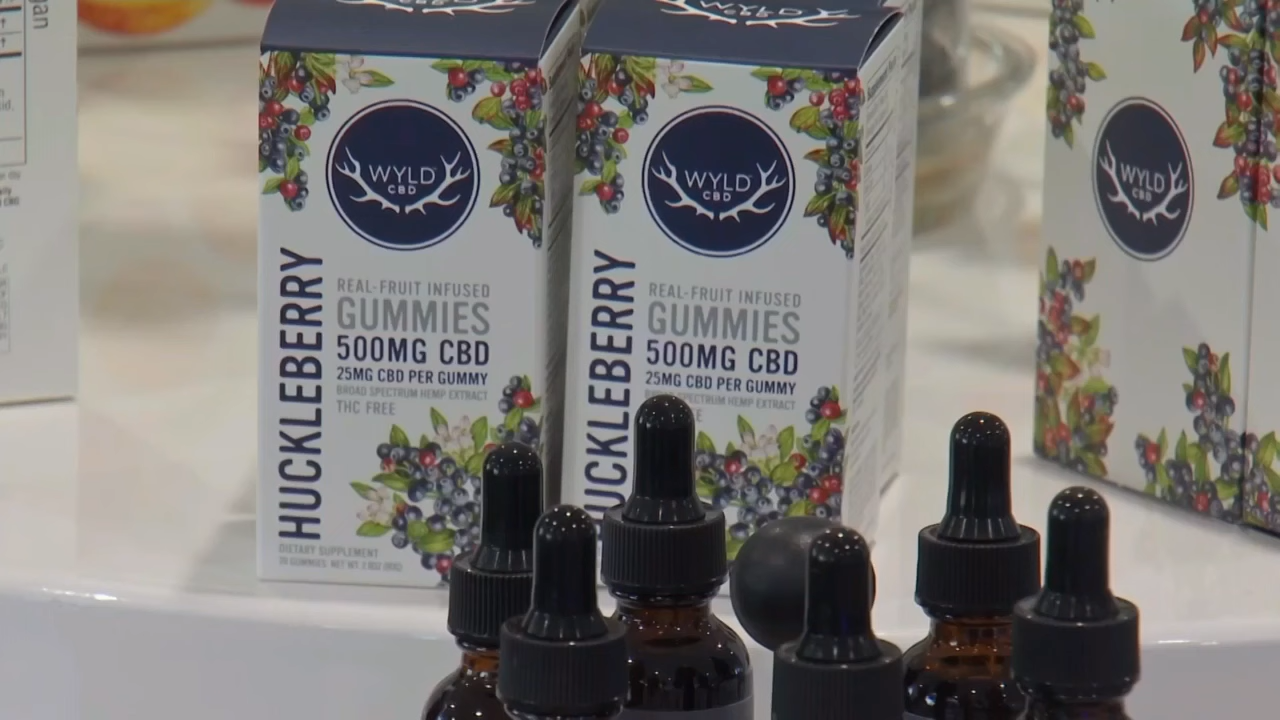 WYLD
CBD
HUCKLEBERRY
REAL-FRUIT INFUSED
GUMMIES
500MG CBD
25MG CBD PER GUMMY
BROAD SPECTRUM HEMP EXTRACT
THC FREE
DIETARY SUPPLEMENT
WYLD
CBD
UCKLEBERRY
REAL-FRUIT INFUSED
GUMMIES
500MG CBD
25MG CBD PER GUMMY
SPECTRUM HEMP EXTRACT
WYLD
CBD